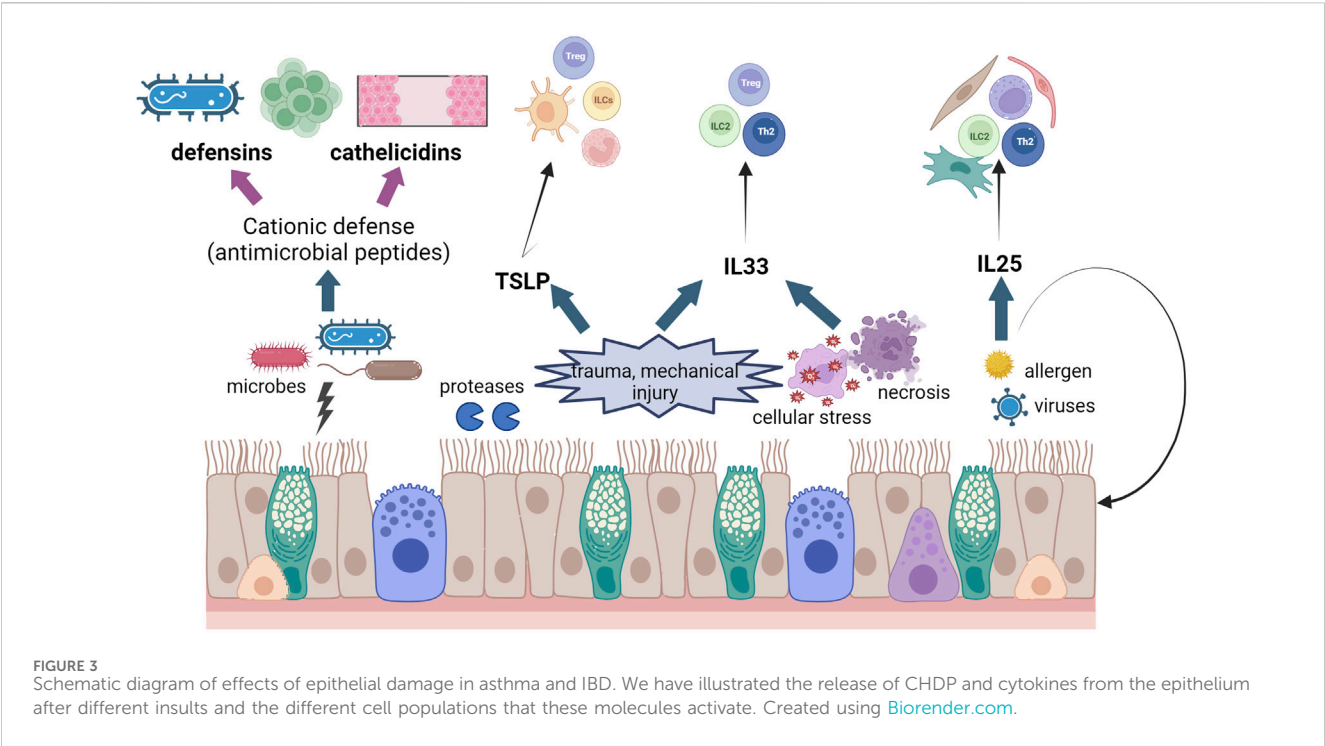 Treg
ILCs
defensins
cathelicidins
Treg
ILC2
Th2
ILC2
Th2
Cationic defense
(antimicrobial peptides)
TSLP
IL33
IL25
microbes
proteases
trauma, mechanical
injury
cellular stress
necrosis
allergen
viruses
FIGURE 3
Schematic diagram of effects of epithelial damage in asthma and IBD. We have illustrated the release of CHDP and cytokines from the epithelium
after different insults and the different cell populations that these molecules activate. Created using Biorender.com.